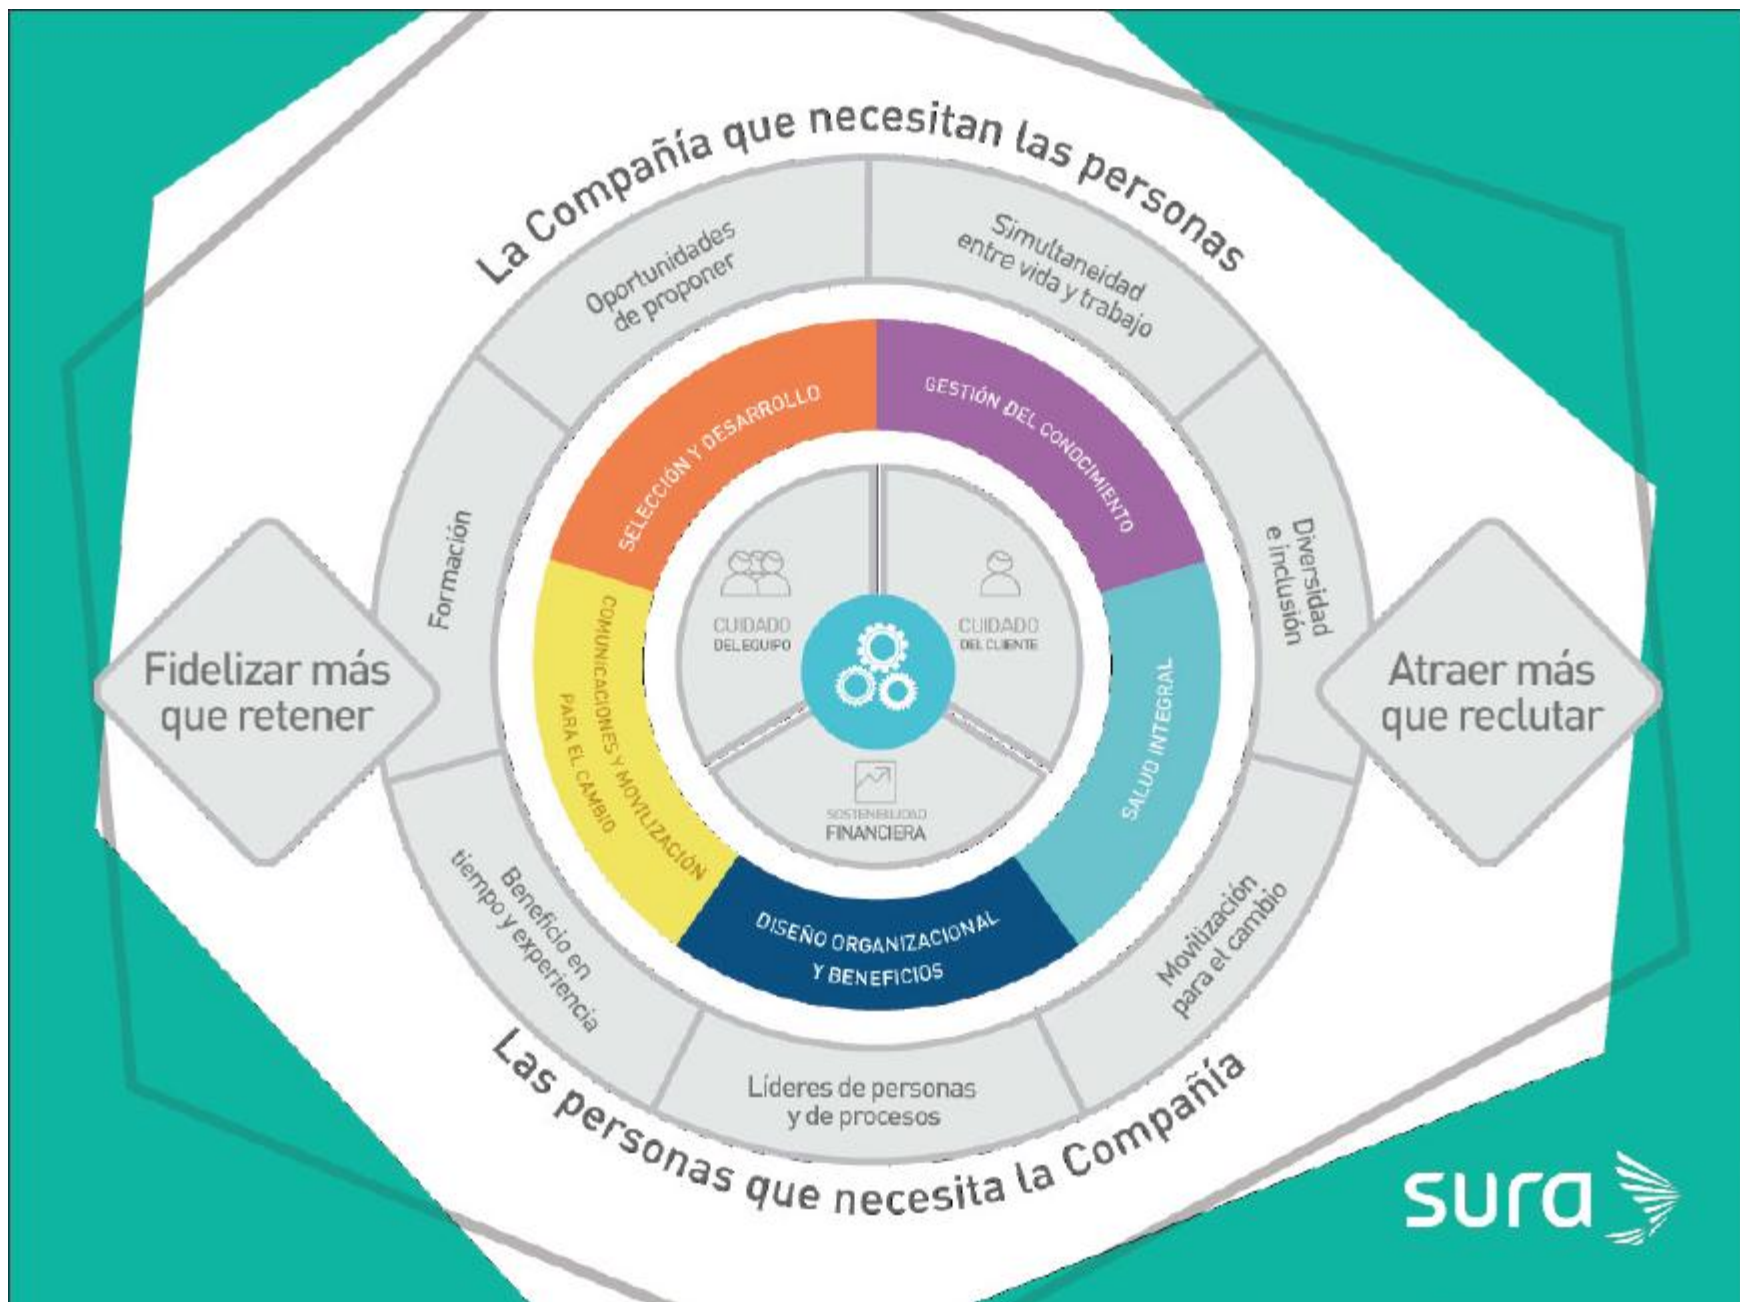 La Compañía que necesitan las personas
Oportunidades
de proponer
Simultaneidad
entre vida y trabajo
Formación
Diversidad
e inclusión
SELECCIÓN Y DESARROLLO
GESTIÓN DEL CONOCIMIENTO
CUIDADO
DEL EQUIPO
CUIDADO
DEL CLIENTE
Fidelizar más
que retener
Atraer más
que reclutar
COMUNICACIONES Y MOVILIZACIÓN
PARA EL CAMBIO
SALUD INTEGRAL
SOSTENIBILIDAD
FINANCIERA
DISEÑO ORGANIZACIONAL
Y BENEFICIOS
Beneficio en
tiempo y experiencia
Movilización
para el cambio
Líderes de personas
y de procesos
Las personas que necesita la Compañía
sura